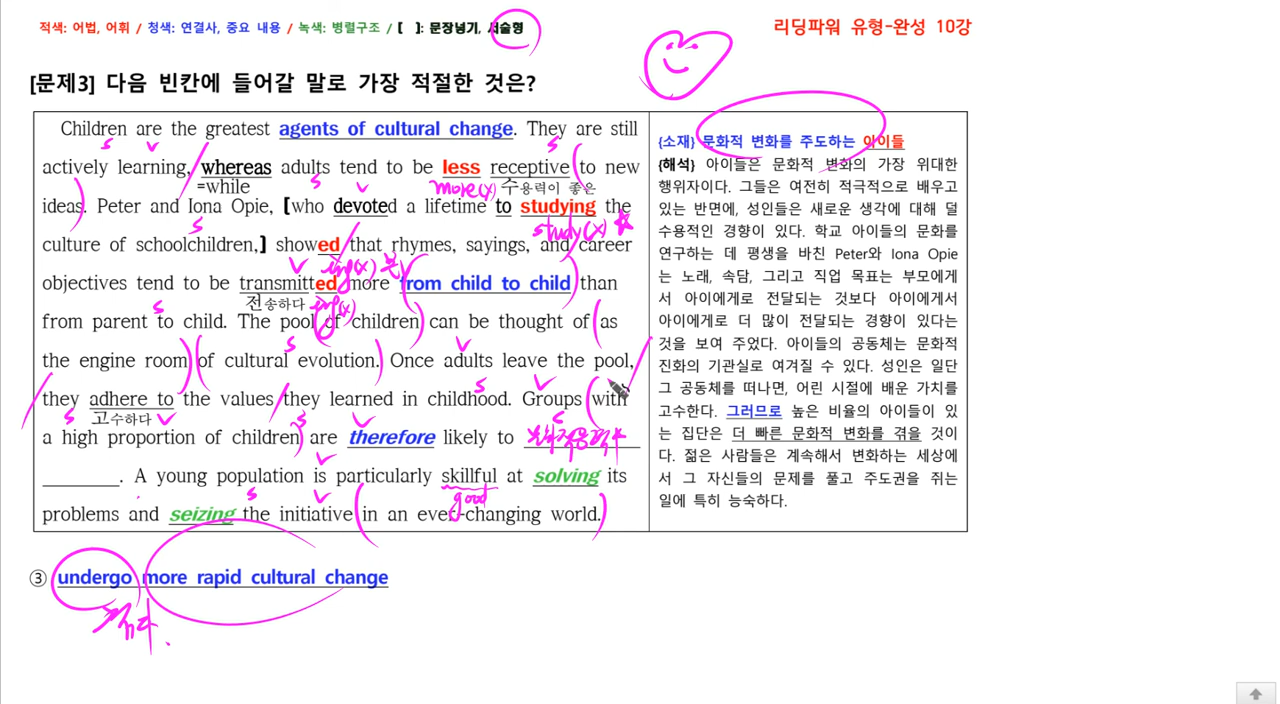 적색: 어법, 어휘 / 청색: 연결사, 중요 내용 / 녹색: 병렬구조 / [ ]: 문장넣기, 서술형
리딩파워 유형-완성 10강
[문제3] 다음 빈칸에 들어갈 말로 가장 적절한 것은?
Children are the greatest agents of cultural change. They are still
s v s
actively learning, whereas adults tend to be less receptive to new
=while more(x) 수용력이 좋은
s v
ideas. Peter and Iona Opie, [who devoted a lifetime to studying the
s study(x) ★
culture of schoolchildren,] showed that rhymes, sayings, and career
v ing(x)
objectives tend to be transmitted more from child to child than
전송하다 ing(x)
s
from parent to child. The pool of children can be thought of as
s v
the engine room of cultural evolution. Once adults leave the pool,
s v
they adhere to the values they learned in childhood. Groups with
고수하다
s v s v s
a high proportion of children are therefore likely to
v
________. A young population is particularly skillful at solving its
s v good
problems and seizing the initiative in an ever-changing world.
③ undergo more rapid cultural change
{소재} 문화적 변화를 주도하는 아이들
{해석} 아이들은 문화적 변화의 가장 위대한
행위자이다. 그들은 여전히 적극적으로 배우고
있는 반면에, 성인들은 새로운 생각에 대해 덜
수용적인 경향이 있다. 학교 아이들의 문화를
연구하는 데 평생을 바친 Peter와 Iona Opie
는 노래, 속담, 그리고 직업 목표는 부모에게
서 아이에게로 전달되는 것보다 아이에게서
아이에게로 더 많이 전달되는 경향이 있다는
것을 보여 주었다. 아이들의 공동체는 문화적
진화의 기관실로 여겨질 수 있다. 성인은 일단
그 공동체를 떠나면, 어린 시절에 배운 가치를
고수한다. 그러므로 높은 비율의 아이들이 있
는 집단은 더 빠른 문화적 변화를 겪을 것이
다. 젊은 사람들은 계속해서 변화하는 세상에
서 그 자신들의 문제를 풀고 주도권을 쥐는
일에 특히 능숙하다.